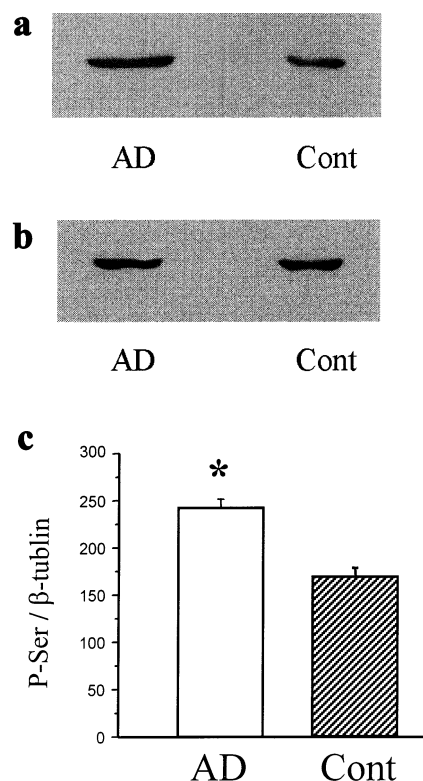 a
AD Cont
b
AD Cont
c
P-Ser / β-tublin
300
250
200
150
100
50
0
*
AD Cont